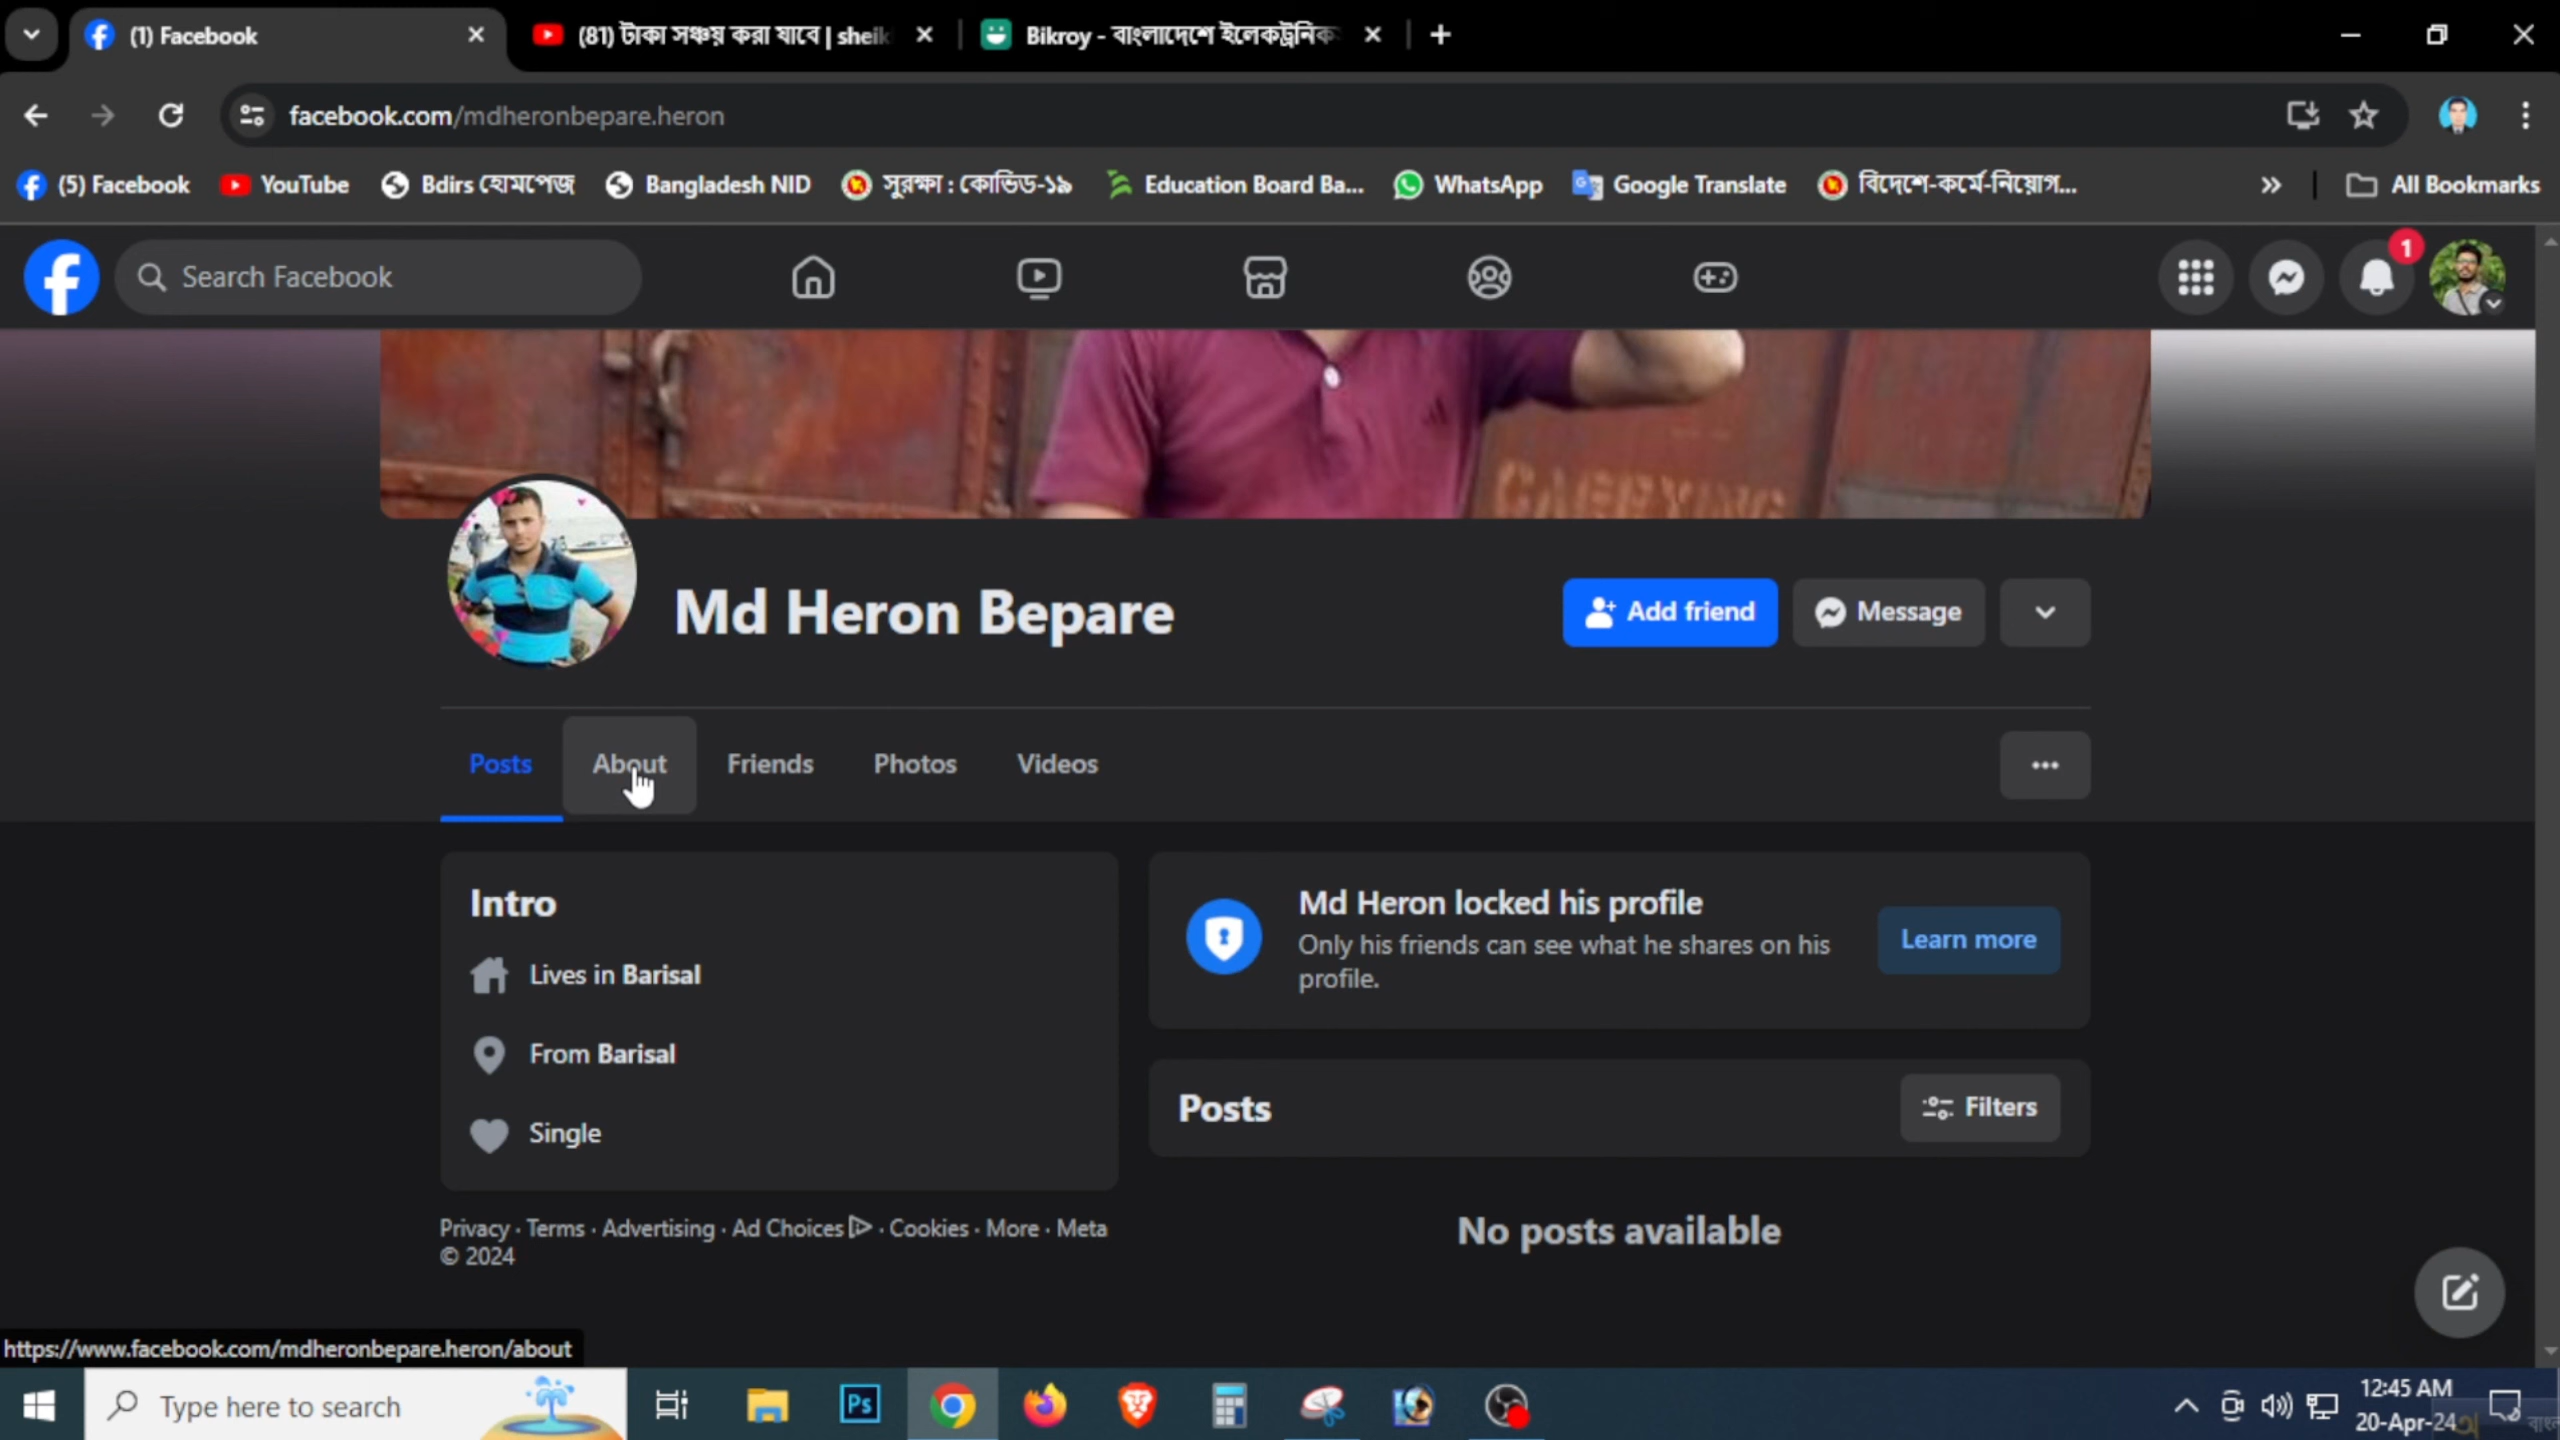 (1) Facebook
(81) টাকা সঞ্চয় করা যাবে | sheik
Bikroy - বাংলাদেশে ইলেকট্রনিক
facebook.com/mdheronbepare.heron
(5) Facebook
YouTube
Bdirs হোমপেজ
Bangladesh NID
সুরক্ষা : কোভিড-১৯
Education Board Ba...
WhatsApp
Google Translate
বিদেশে-কর্মে-নিয়োগ...
All Bookmarks
Search Facebook
1
CARRYING
Md Heron Bepare
Add friend
Message
Posts
About
Friends
Photos
Videos
Intro
Lives in Barisal
From Barisal
Single
Md Heron locked his profile
Only his friends can see what he shares on his
profile.
Learn more
Posts
Filters
No posts available
Privacy · Terms · Advertising · Ad Choices · Cookies · More · Meta
© 2024
https://www.facebook.com/mdheronbepare.heron/about
Type here to search
Ps
12:45 AM
20-Apr-24